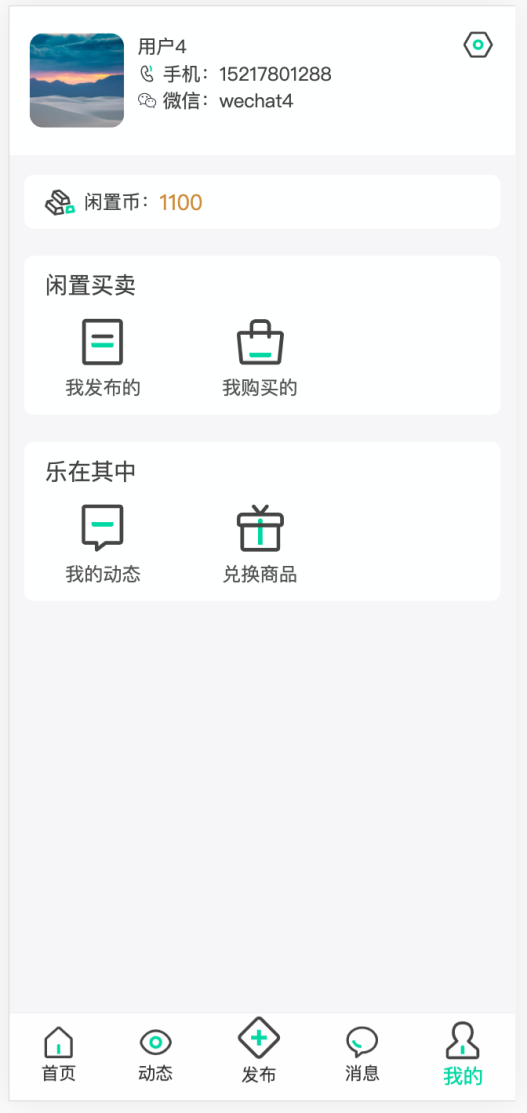 用户4
手机：15217801288
微信：wechat4
闲置币：1100
闲置买卖
我发布的 我购买的
乐在其中
我的动态 兑换商品
首页 动态 发布 消息 我的